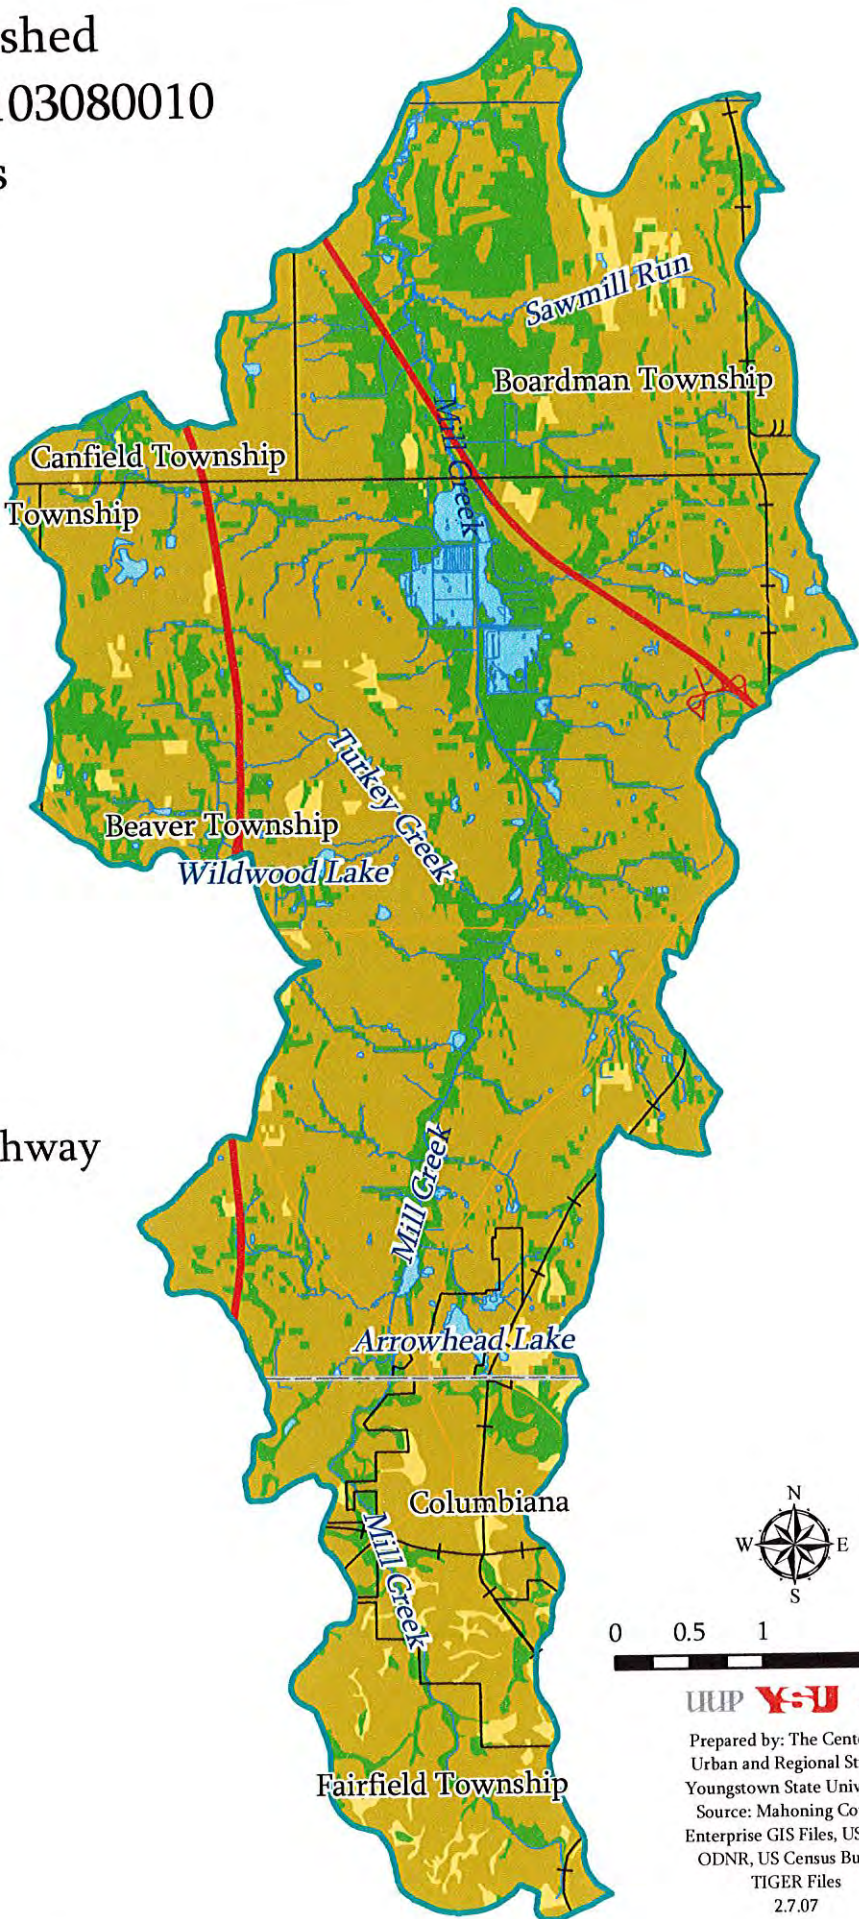 shed
103080010
s
Sawmill Run
Boardman Township
Mill Creek
Canfield Township
Township
Turkey Creek
Beaver Township
Wildwood Lake
hway
Mill Creek
Arrowhead Lake
Columbiana
Mill Creek
Fairfield Township
N
W E
S
0 0.5 1
UUP YSU
Prepared by: The Cent
Urban and Regional St
Youngstown State Univ
Source: Mahoning Co
Enterprise GIS Files, US
ODNR, US Census Bu
TIGER Files
2.7.07